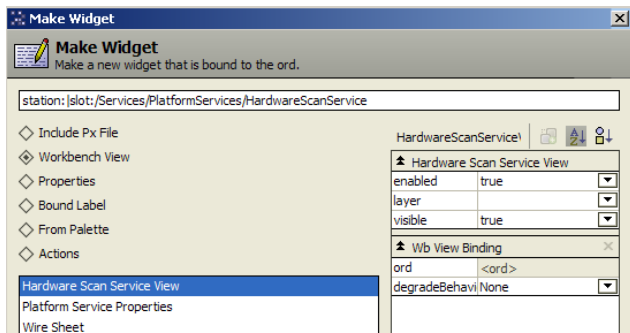 Make Widget
Make Widget
Make a new widget that is bound to the ord.
station:|slot:/Services/PlatformServices/HardwareScanService
Include Px File
Workbench View
Properties
Bound Label
From Palette
Actions
Hardware Scan Service View
Platform Service Properties
Wire Sheet
HardwareScanService\
Hardware Scan Service View
enabled true
layer
visible true
Wb View Binding
ord <ord>
degradeBehavi None